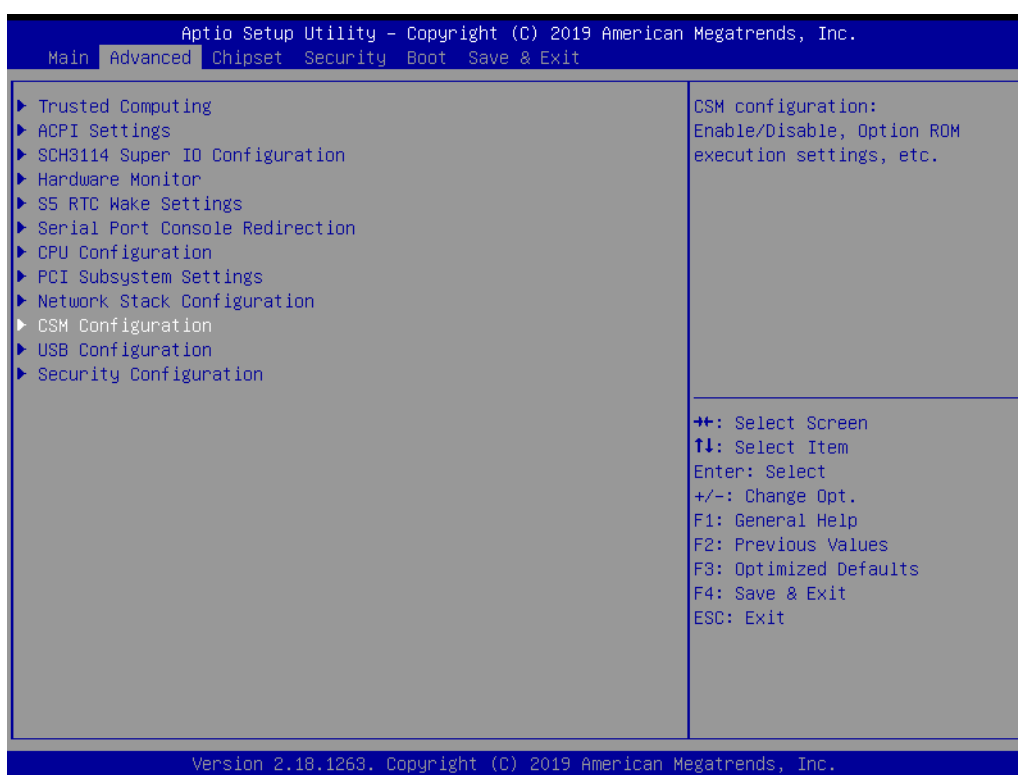 Aptio Setup Utility – Copyright (C) 2019 American Megatrends, Inc.
Main Advanced Chipset Security Boot Save & Exit
▶ Trusted Computing
▶ ACPI Settings
▶ SCH3114 Super IO Configuration
▶ Hardware Monitor
▶ S5 RTC Wake Settings
▶ Serial Port Console Redirection
▶ CPU Configuration
▶ PCI Subsystem Settings
▶ Network Stack Configuration
▶ CSM Configuration
▶ USB Configuration
▶ Security Configuration
CSM configuration:
Enable/Disable, Option ROM
execution settings, etc.
→←: Select Screen
↑↓: Select Item
Enter: Select
+/-: Change Opt.
F1: General Help
F2: Previous Values
F3: Optimized Defaults
F4: Save & Exit
ESC: Exit
Version 2.18.1263. Copyright (C) 2019 American Megatrends, Inc.